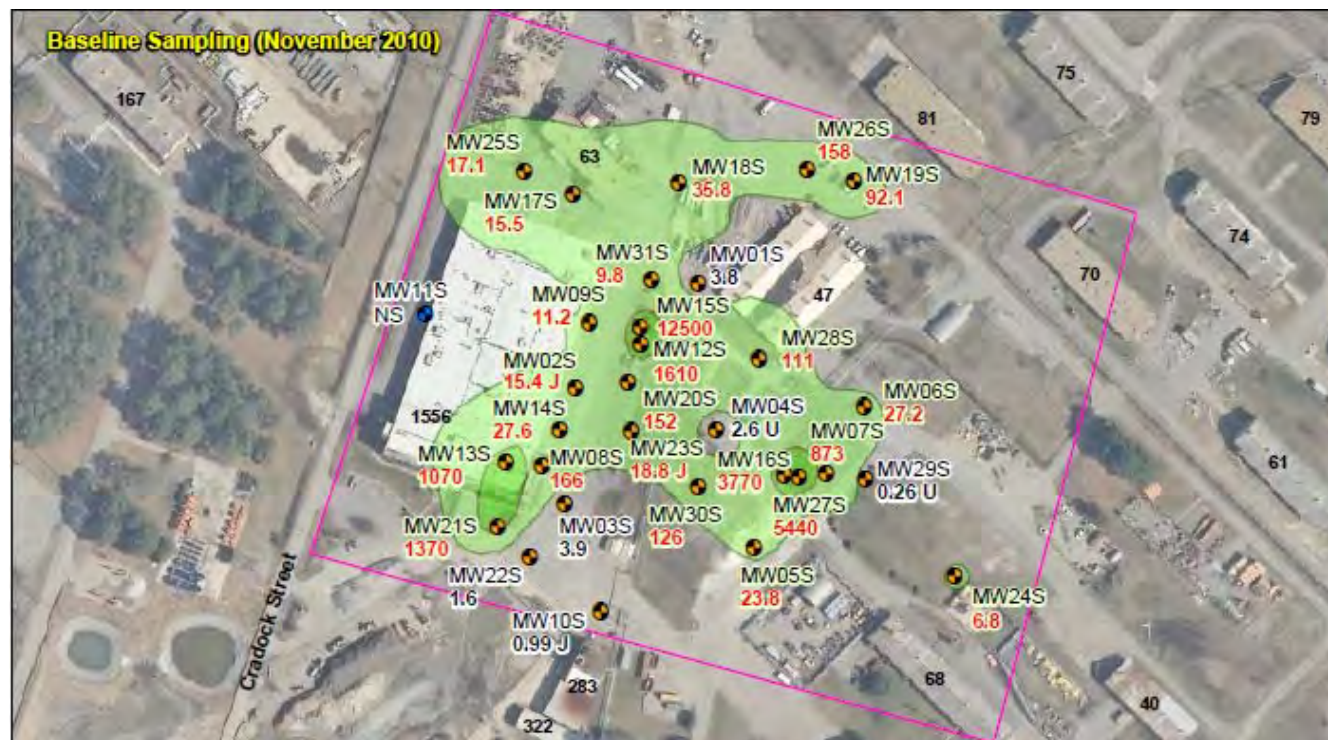 Baseline Sampling (November 2010)
167
75
81
79
63
MW25S
17.1
MW17S
15.5
MW18S
35.8
MW26S
158
MW19S
92.1
74
70
MW31S
9.8
MW01S
3.8
47
MW11S
NS
MW09S
11.2
MW15S
12500
MW12S
1610
MW28S
111
MW02S
15.4 J
MW20S
152
MW04S
2.6 U
MW06S
27.2
1556
MW14S
27.6
MW07S
873
61
MW13S
1070
MW08S
166
MW23S
18.8 J
MW16S
3770
MW29S
0.26 U
MW21S
1370
MW03S
3.9
MW30S
126
MW27S
5440
MW22S
1.6
MW05S
23.8
MW24S
6.8
MW10S
0.99 J
Cradock Street
283
322
68
40